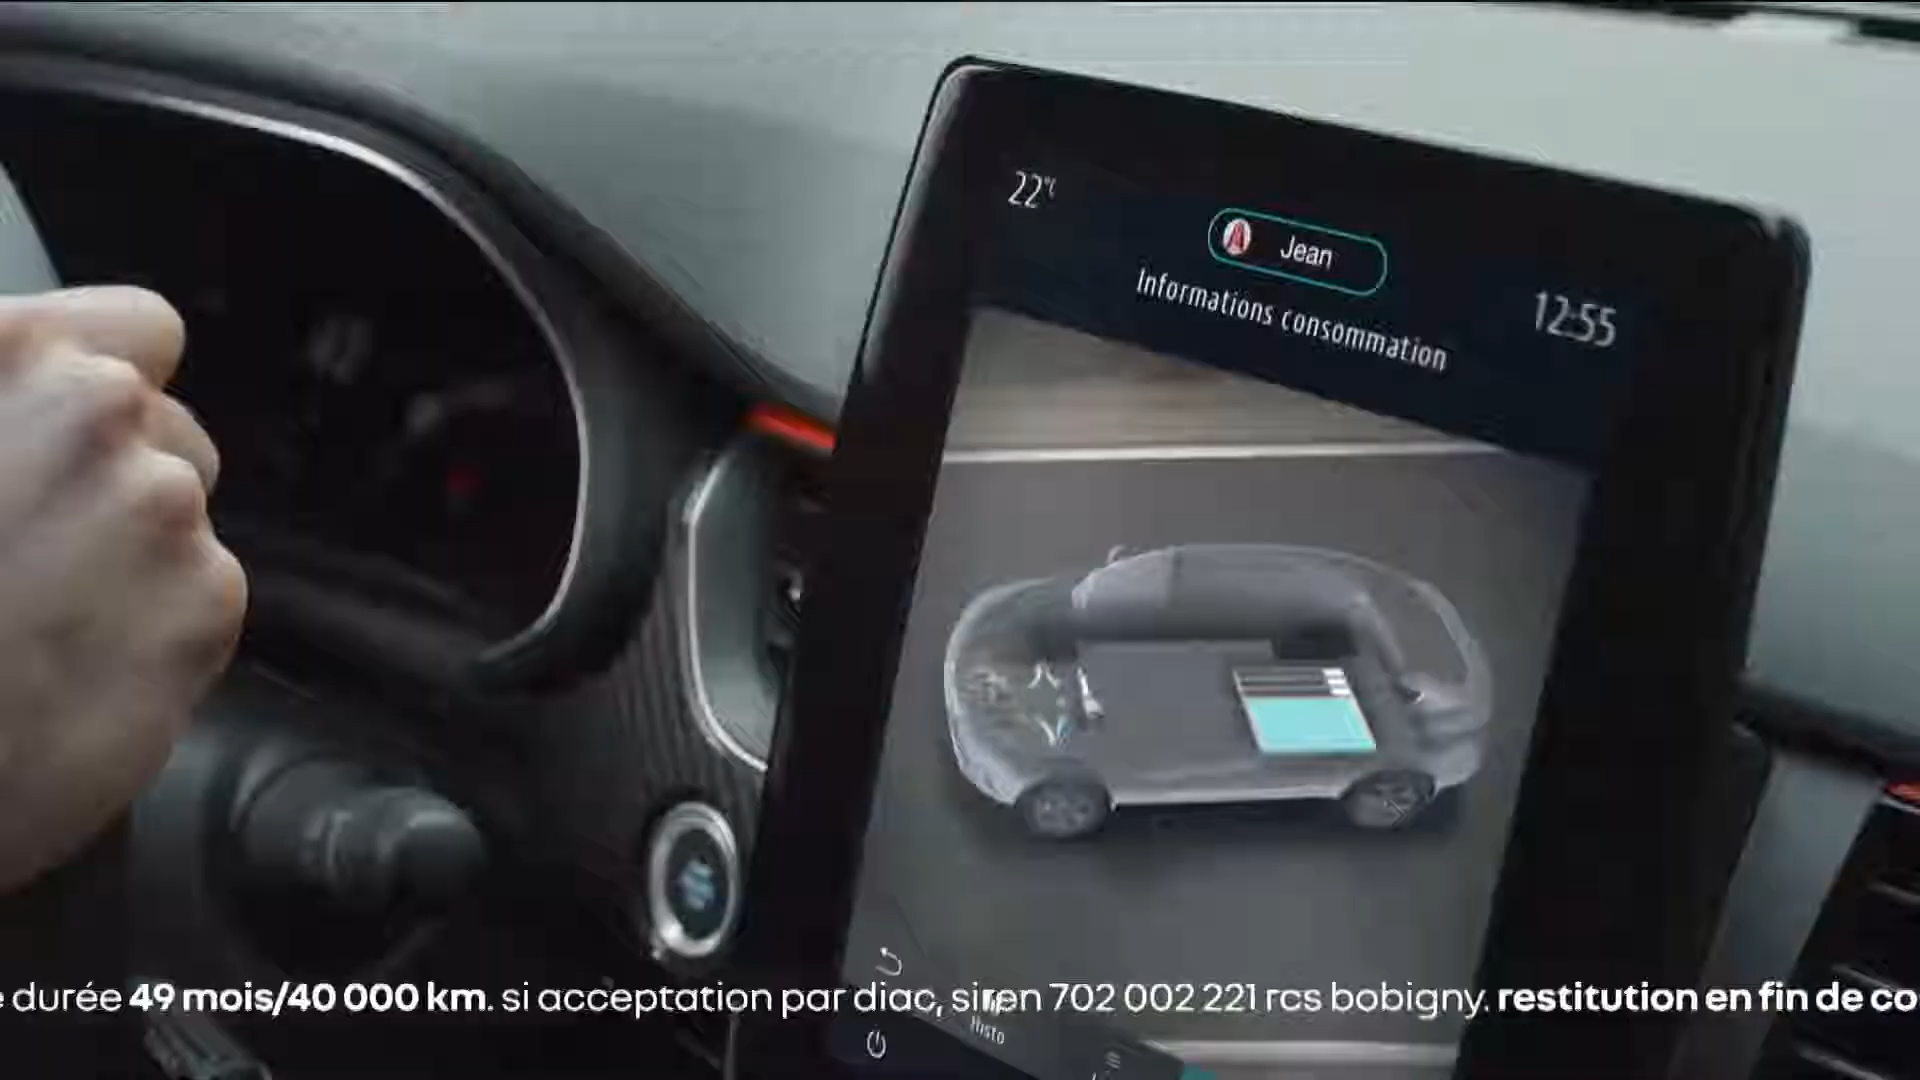 22°C
Jean
Informations consommation
12:55
durée 49 mois/40 000 km. si acceptation par diac, siren 702 002 221 rcs bobigny. restitution en fin de co
Histo